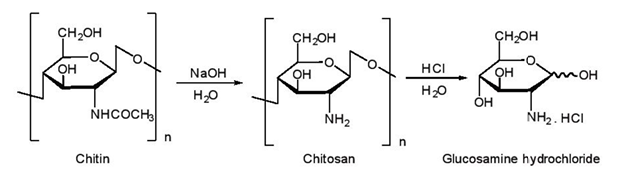 CH₂OH
O
O
OH
NHCOCH₃
n
Chitin
NaOH
H₂O
CH₂OH
O
O
OH
NH₂
n
Chitosan
HCl
H₂O
CH₂OH
O
OH
OH
OH
NH₂ . HCl
Glucosamine hydrochloride